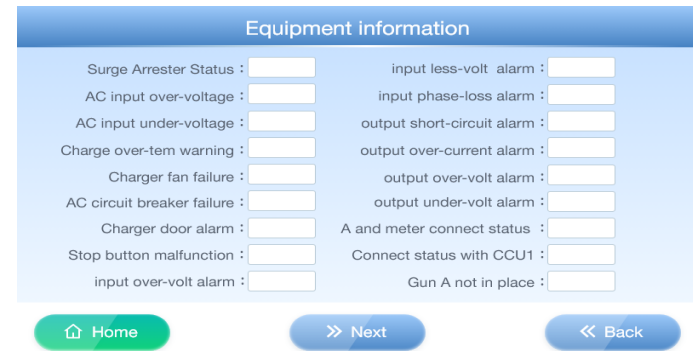 Equipment information
Surge Arrester Status :
input less-volt alarm :
AC input over-voltage :
input phase-loss alarm :
AC input under-voltage :
output short-circuit alarm :
Charge over-tem warning :
output over-current alarm :
Charger fan failure :
output over-volt alarm :
AC circuit breaker failure :
output under-volt alarm :
Charger door alarm :
A and meter connect status :
Stop button malfunction :
Connect status with CCU1 :
input over-volt alarm :
Gun A not in place :
Home
Next
Back